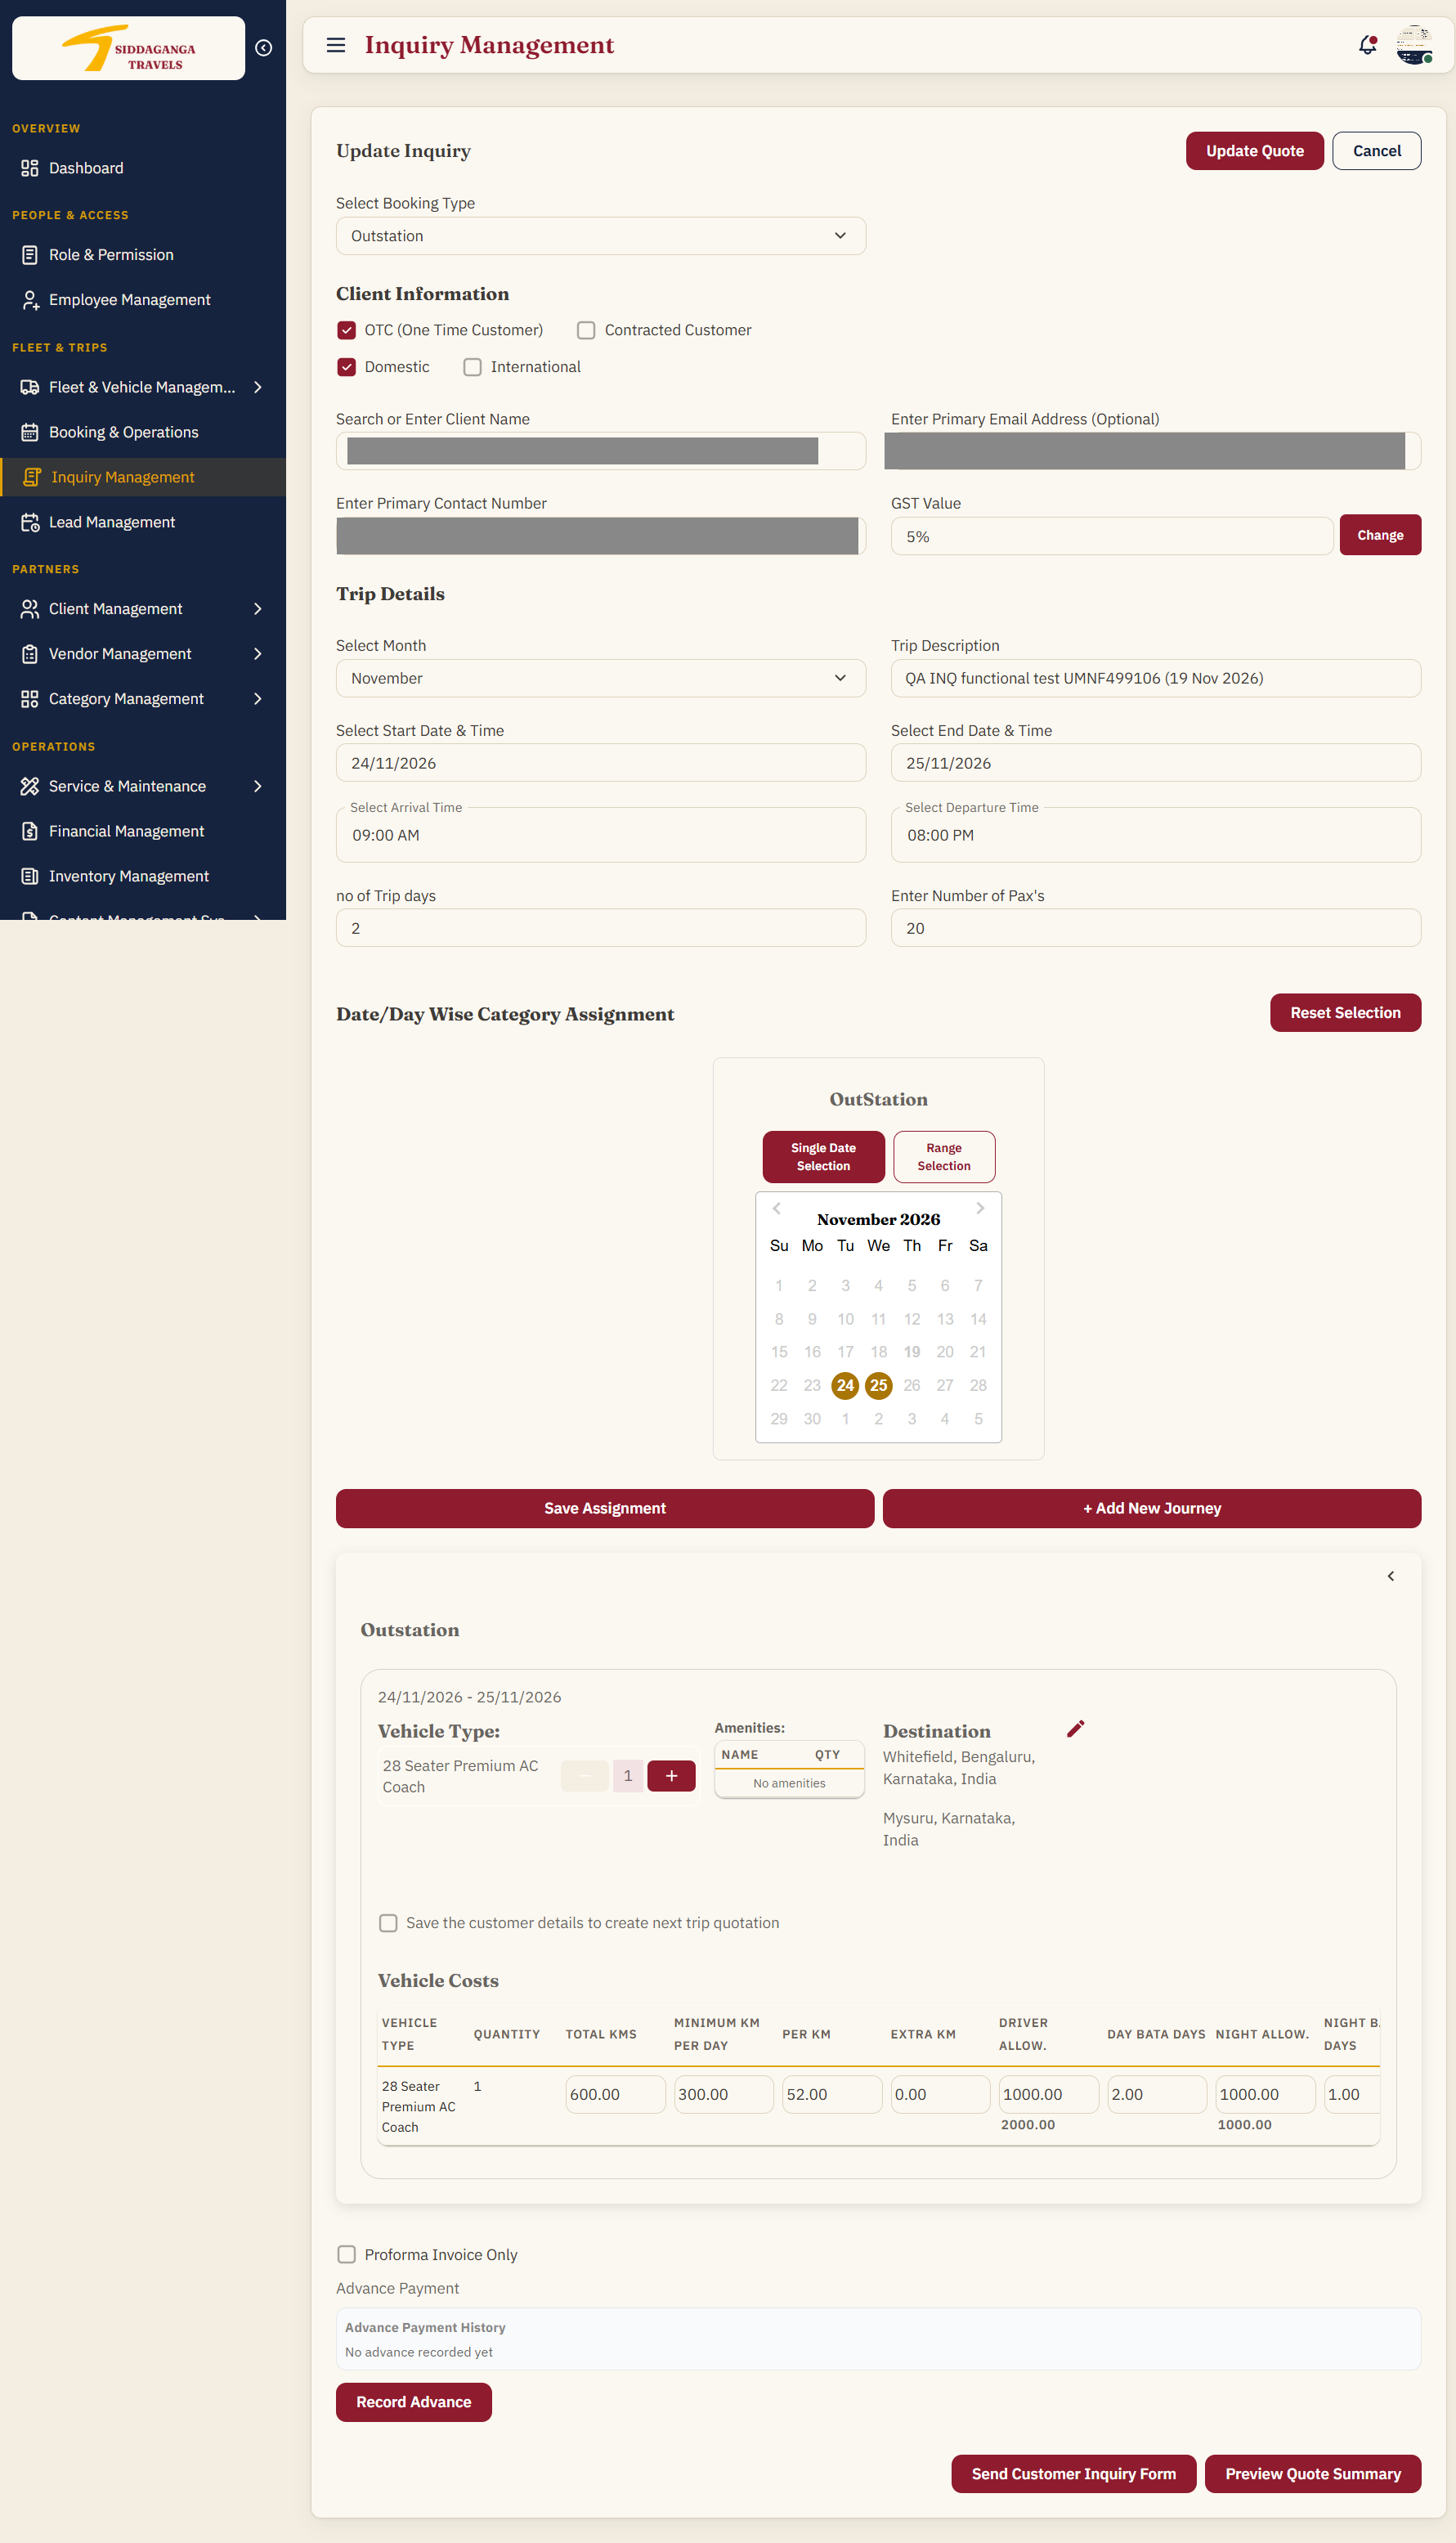 SIDDAGANGA
TRAVELS
OVERVIEW
Dashboard
PEOPLE & ACCESS
Role & Permission
Employee Management
FLEET & TRIPS
Fleet & Vehicle Managem...
Booking & Operations
Inquiry Management
Lead Management
PARTNERS
Client Management
Vendor Management
Category Management
OPERATIONS
Service & Maintenance
Financial Management
Inventory Management
Content Management Sys...
Inquiry Management
Update Inquiry
Update Quote
Cancel
Select Booking Type
Outstation
Client Information
OTC (One Time Customer)
Contracted Customer
Domestic
International
Search or Enter Client Name
Enter Primary Email Address (Optional)
Enter Primary Contact Number
GST Value
5%
Change
Trip Details
Select Month
Trip Description
November
QA INQ functional test UMNF499106 (19 Nov 2026)
Select Start Date & Time
Select End Date & Time
24/11/2026
25/11/2026
Select Arrival Time
Select Departure Time
09:00 AM
08:00 PM
no of Trip days
Enter Number of Pax's
2
20
Date/Day Wise Category Assignment
Reset Selection
OutStation
Single Date
Selection
Range
Selection
November 2026
Su Mo Tu We Th Fr Sa
1 2 3 4 5 6 7
8 9 10 11 12 13 14
15 16 17 18 19 20 21
22 23 24 25 26 27 28
29 30 1 2 3 4 5
Save Assignment
+ Add New Journey
Outstation
24/11/2026 - 25/11/2026
Vehicle Type:
28 Seater Premium AC
Coach
1
+
Amenities:
NAME QTY
No amenities
Destination
Whitefield, Bengaluru,
Karnataka, India
Mysuru, Karnataka,
India
Save the customer details to create next trip quotation
Vehicle Costs
VEHICLE
TYPE
QUANTITY
TOTAL KMS
MINIMUM KM
PER DAY
PER KM
EXTRA KM
DRIVER
ALLOW.
DAY BATA DAYS
NIGHT ALLOW.
NIGHT B
DAYS
28 Seater
Premium AC
Coach
1
600.00
300.00
52.00
0.00
1000.00
2000.00
2.00
1000.00
1000.00
1.00
Proforma Invoice Only
Advance Payment
Advance Payment History
No advance recorded yet
Record Advance
Send Customer Inquiry Form
Preview Quote Summary